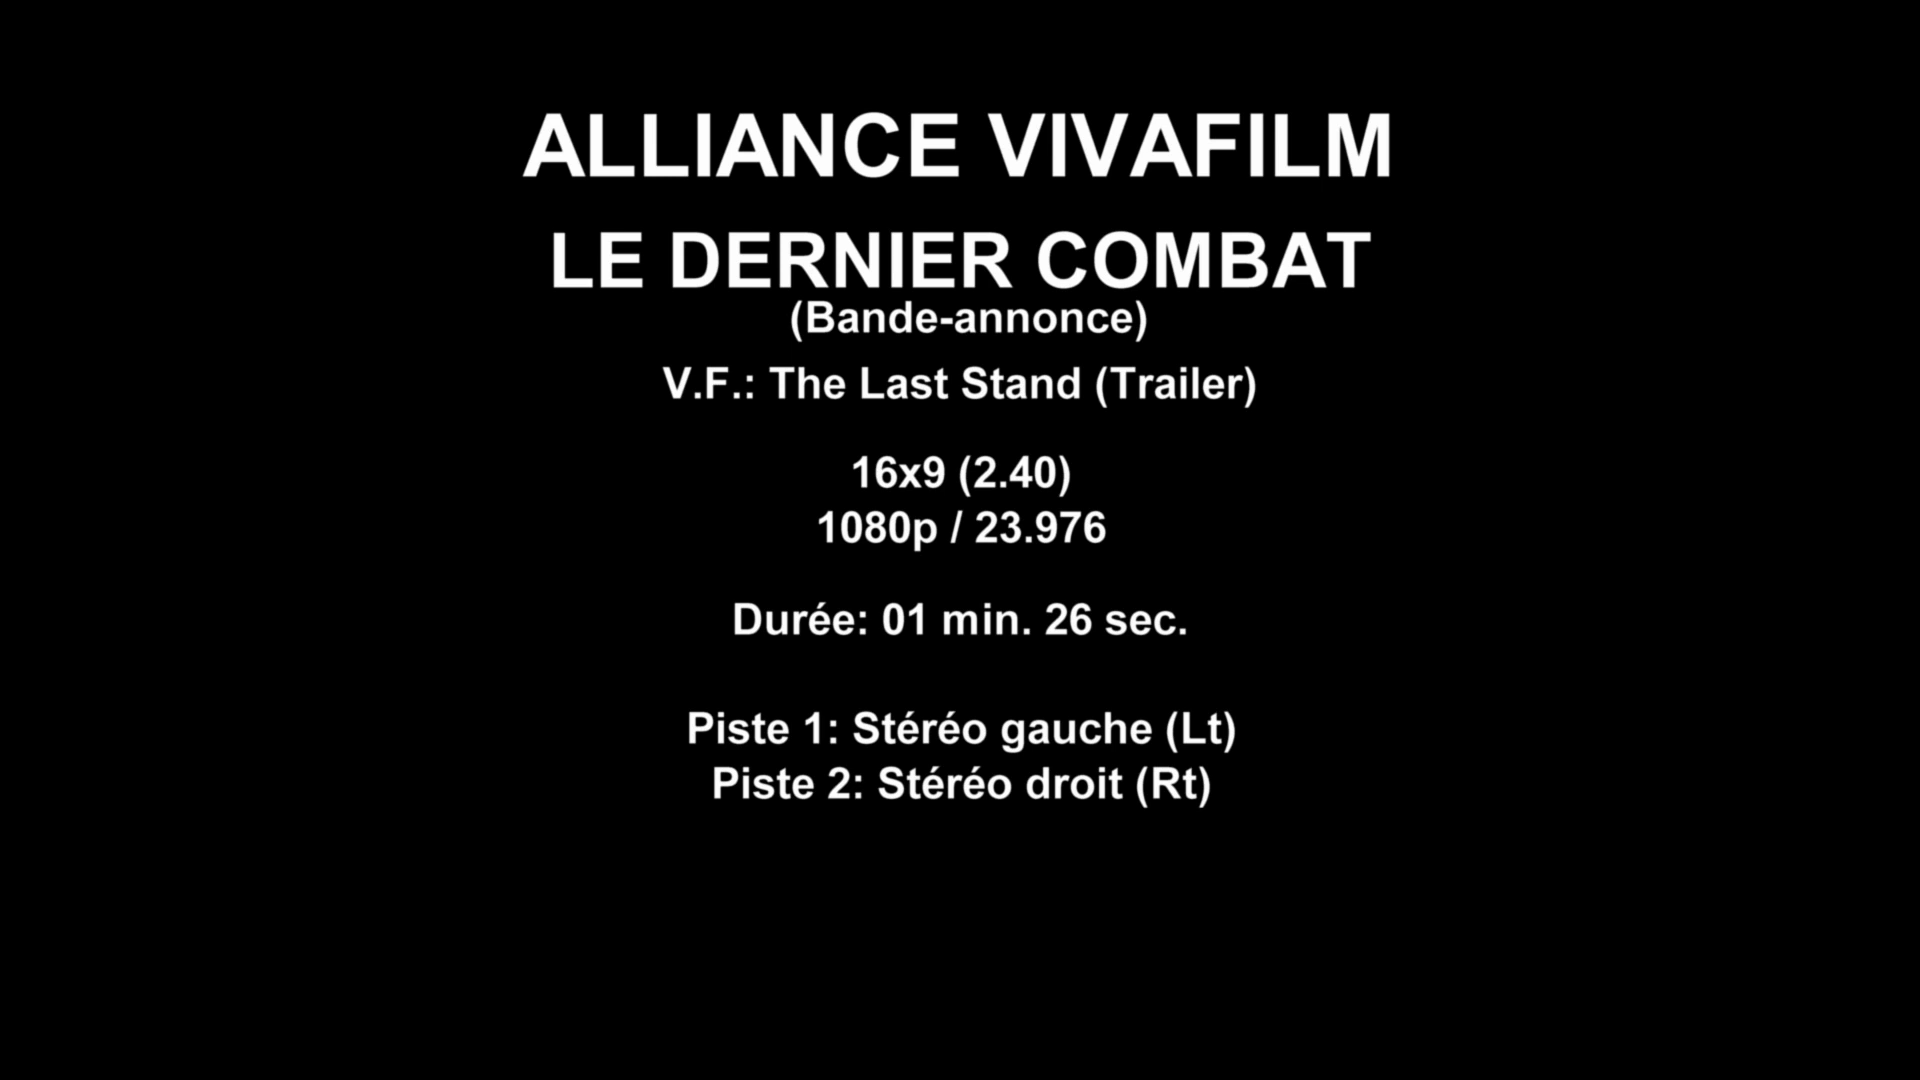 ALLIANCE VIVAFILM
LE DERNIER COMBAT
(Bande-annonce)
V.F.: The Last Stand (Trailer)
16x9 (2.40)
1080p / 23.976
Durée: 01 min. 26 sec.
Piste 1: Stéréo gauche (Lt)
Piste 2: Stéréo droit (Rt)